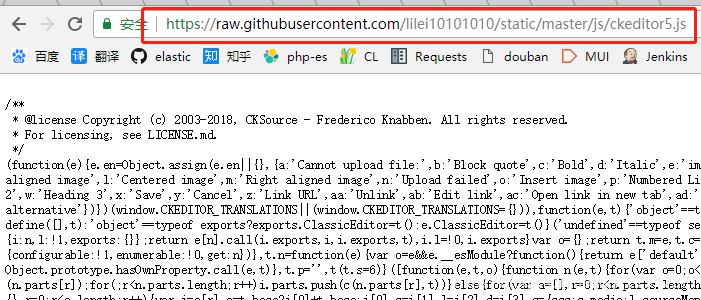 安全 https://raw.githubusercontent.com/lilei10101010/static/master/js/ckeditor5.js
百度 译 翻译 elastic 知 知乎 php-es CL Requests douban MUI Jenkins
/**
* @license Copyright (c) 2003-2018, CKSource - Frederico Knabben. All rights reserved.
* For licensing, see LICENSE.md.
*/
(function(e){e.en=Object.assign(e.en||{},{a:'Cannot upload file:',b:'Block quote',c:'Bold',d:'Italic',e:'im
aligned image',l:'Centered image',m:'Right aligned image',n:'Upload failed',o:'Insert image',p:'Numbered Li
2',w:'Heading 3',x:'Save',y:'Cancel',z:'Link URL',aa:'Unlink',ab:'Edit link',ac:'Open link in new tab',ad:
alternative'})})(window.CKEDITOR_TRANSLATIONS||(window.CKEDITOR_TRANSLATIONS={})),function(e,t){'object'==t
define([],t):'object'==typeof exports?exports.ClassicEditor=t():e.ClassicEditor=t()}('undefined'==typeof se
{i:n,l:!1,exports:{}};return e[n].call(i.exports,i,i.exports,t),i.l=!0,i.exports}var o={};return t.m=e,t.c=
{configurable:!1,enumerable:!0,get:n})},t.n=function(e){var o=e&&e.__esModule?function(){return e['default'
Object.prototype.hasOwnProperty.call(e,t)},t.p='',t(t.s=6)}([function(e,t,o){function n(e,t){for(var o=0;o<
(n.parts[r]);for(;r<n.parts.length;r++)i.parts.push(c(n.parts[r],t))}else{for(var a=[],r=0;r<n.parts.length